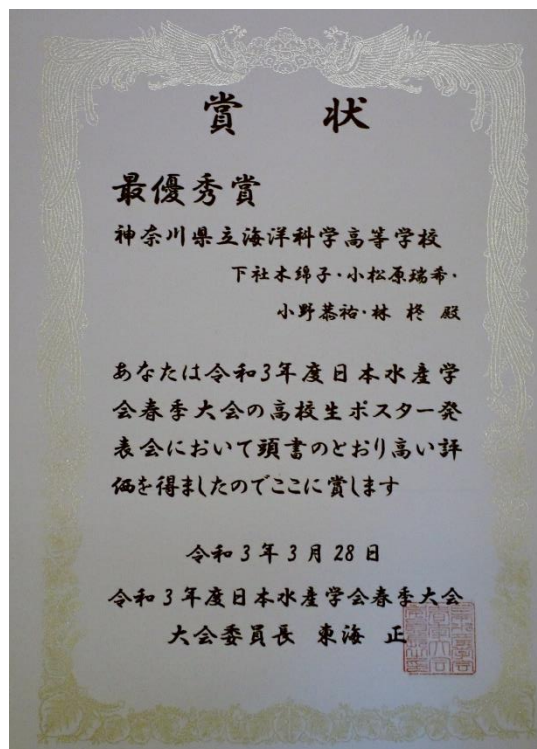 賞 状
最優秀賞
神奈川県立海洋科学高等学校
下社木綿子・小松原瑞希・
小野恭裕・林 柊 殿
あなたは令和3年度日本水産学
会春季大会の高校生ポスター発
表会において頭書のとおり高い評
価を得ましたのでここに賞します
令和3年3月28日
令和3年度日本水産学会春季大会
大会委員長 東海 正